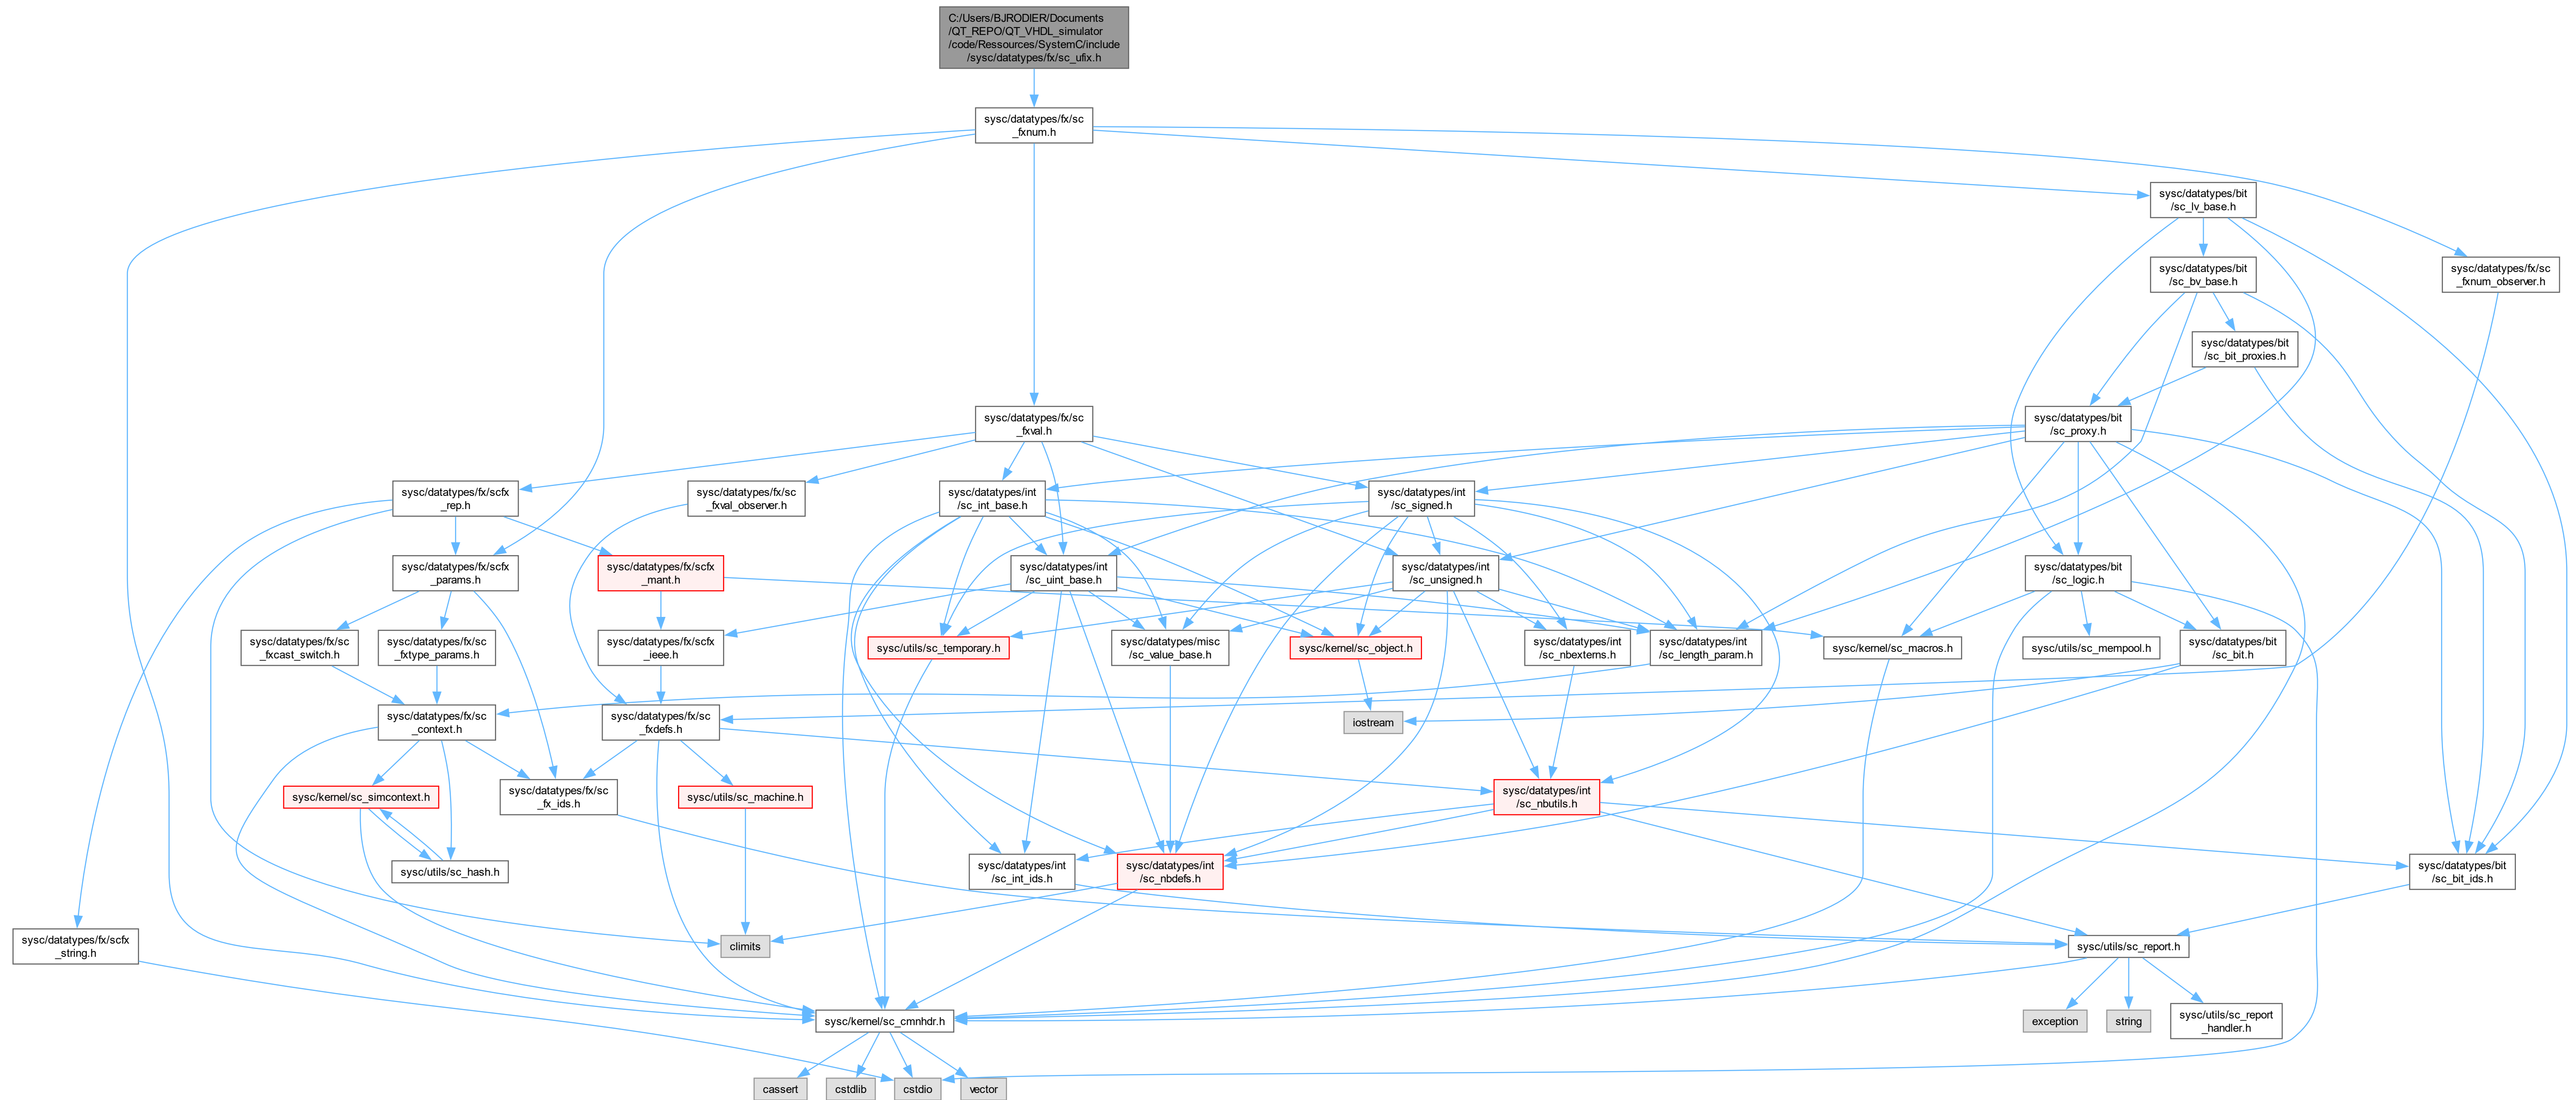 C:/Users/BJRODIER/Documents
/QT_REPO/QT_VHDL_simulator
/code/Ressources/SystemC/include
/sysc/datatypes/fx/sc_ufix.h
sysc/datatypes/fx/sc
_fxnum.h
sysc/datatypes/bit
/sc_lv_base.h
sysc/datatypes/bit
/sc_bv_base.h
sysc/datatypes/fx/sc
_fxnum_observer.h
sysc/datatypes/bit
/sc_bit_proxies.h
sysc/datatypes/fx/sc
_fxval.h
sysc/datatypes/bit
/sc_proxy.h
sysc/datatypes/fx/scfx
_rep.h
sysc/datatypes/fx/sc
_fxval_observer.h
sysc/datatypes/int
/sc_int_base.h
sysc/datatypes/int
/sc_signed.h
sysc/datatypes/fx/scfx
_params.h
sysc/datatypes/fx/scfx
_mant.h
sysc/datatypes/int
/sc_uint_base.h
sysc/datatypes/int
/sc_unsigned.h
sysc/datatypes/bit
/sc_logic.h
sysc/datatypes/fx/sc
_fxcast_switch.h
sysc/datatypes/fx/sc
_fxtype_params.h
sysc/datatypes/fx/scfx
_ieee.h
sysc/utils/sc_temporary.h
sysc/datatypes/misc
/sc_value_base.h
sysc/kernel/sc_object.h
sysc/datatypes/int
/sc_nbexterns.h
sysc/datatypes/int
/sc_length_param.h
sysc/kernel/sc_macros.h
sysc/utils/sc_mempool.h
sysc/datatypes/bit
/sc_bit.h
sysc/datatypes/fx/sc
_context.h
sysc/datatypes/fx/sc
_fxdefs.h
iostream
sysc/kernel/sc_simcontext.h
sysc/datatypes/fx/sc
_fx_ids.h
sysc/utils/sc_machine.h
sysc/datatypes/int
/sc_nbutils.h
sysc/utils/sc_hash.h
sysc/datatypes/int
/sc_int_ids.h
sysc/datatypes/int
/sc_nbdefs.h
sysc/datatypes/bit
/sc_bit_ids.h
sysc/datatypes/fx/scfx
_string.h
climits
sysc/utils/sc_report.h
sysc/kernel/sc_cmnhdr.h
exception
string
sysc/utils/sc_report
_handler.h
cassert
cstdlib
cstdio
vector